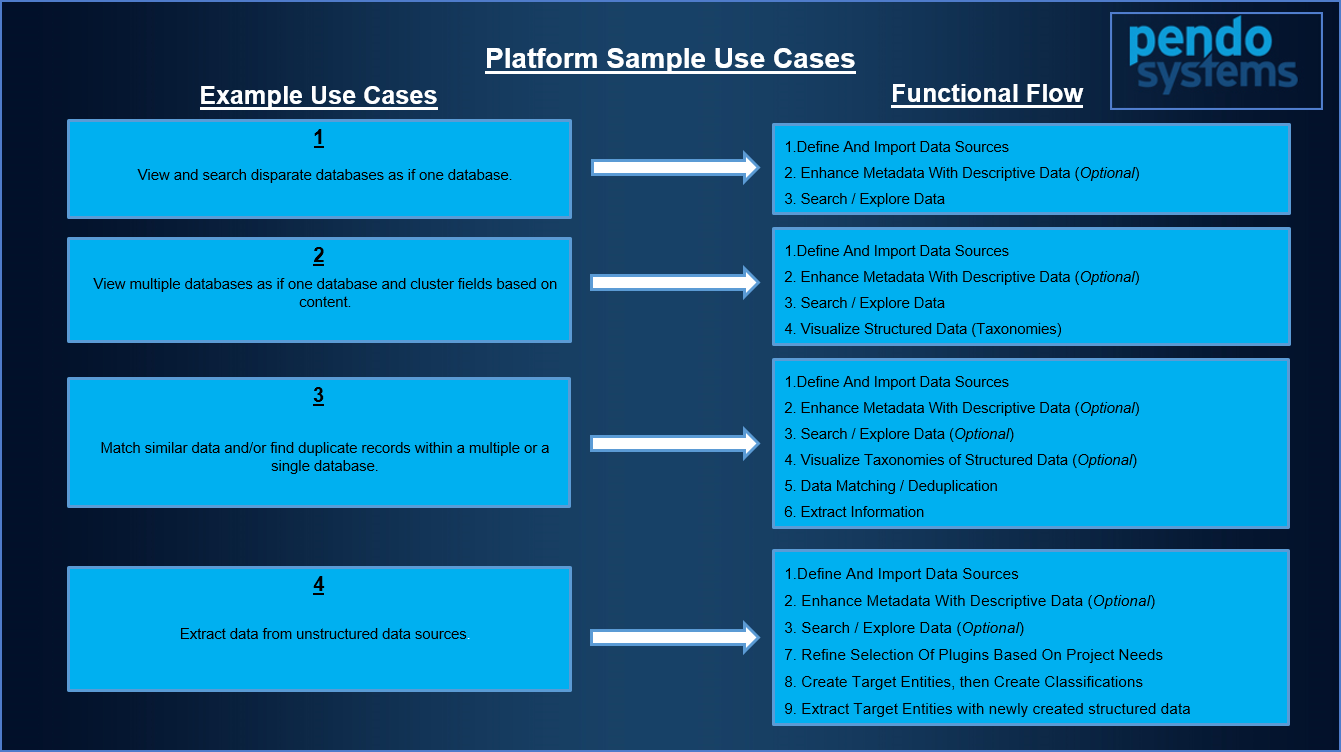 pendo
systems
Platform Sample Use Cases
Example Use Cases
Functional Flow
1
View and search disparate databases as if one database.
1.Define And Import Data Sources
2. Enhance Metadata With Descriptive Data (Optional)
3. Search / Explore Data
2
View multiple databases as if one database and cluster fields based on
content.
1.Define And Import Data Sources
2. Enhance Metadata With Descriptive Data (Optional)
3. Search / Explore Data
4. Visualize Structured Data (Taxonomies)
3
Match similar data and/or find duplicate records within a multiple or a
single database.
1.Define And Import Data Sources
2. Enhance Metadata With Descriptive Data (Optional)
3. Search / Explore Data (Optional)
4. Visualize Taxonomies of Structured Data (Optional)
5. Data Matching / Deduplication
6. Extract Information
4
Extract data from unstructured data sources.
1.Define And Import Data Sources
2. Enhance Metadata With Descriptive Data (Optional)
3. Search / Explore Data (Optional)
7. Refine Selection Of Plugins Based On Project Needs
8. Create Target Entities, then Create Classifications
9. Extract Target Entities with newly created structured data